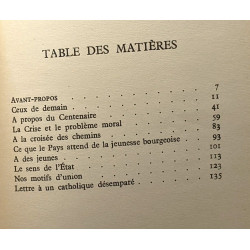 TABLE DES MATIÈRES
AVANT-PROPOS . . . . . . . . 7
Ceux de demain . . . . . . . . 11
A propos du Centenaire . . . . . . . 41
La Crise et le problème moral . . . . . . 59
A la croisée des chemins . . . . . . . 83
Ce que le Pays attend de la jeunesse bourgeoise . . . 93
A des jeunes . . . . . . . . 101
Le sens de l'État . . . . . . . . 113
Nos motifs d'union . . . . . . . . 123
Lettre à un catholique désemparé . . . . . 135